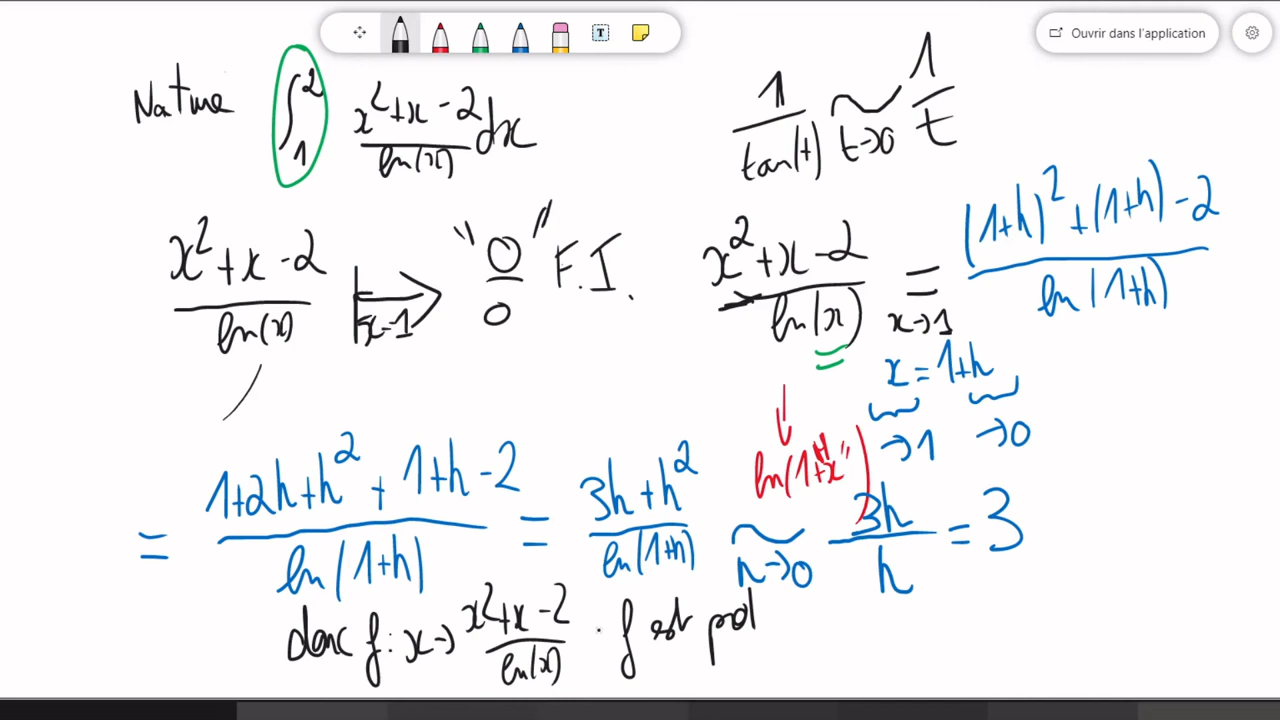 Ouvrir dans l'application
Nature ∫₁² (x²+x-2)/ln(x) dx
1/tan(t) ~ t→0 1/t
(x²+x-2)/ln(x) x=1 "0/0" F.I.
(x²+x-2)/ln(x) = x→1 ((1+h)²+(1+h)-2)/ln(1+h)
x=1+h
→1 →0
ln(1+"x")
= (1+2h+h²+1+h-2)/ln(1+h) = (3h+h²)/ln(1+h) ~ h→0 3h/h = 3
donc f: x→ (x²+x-2)/ln(x) . f est prol